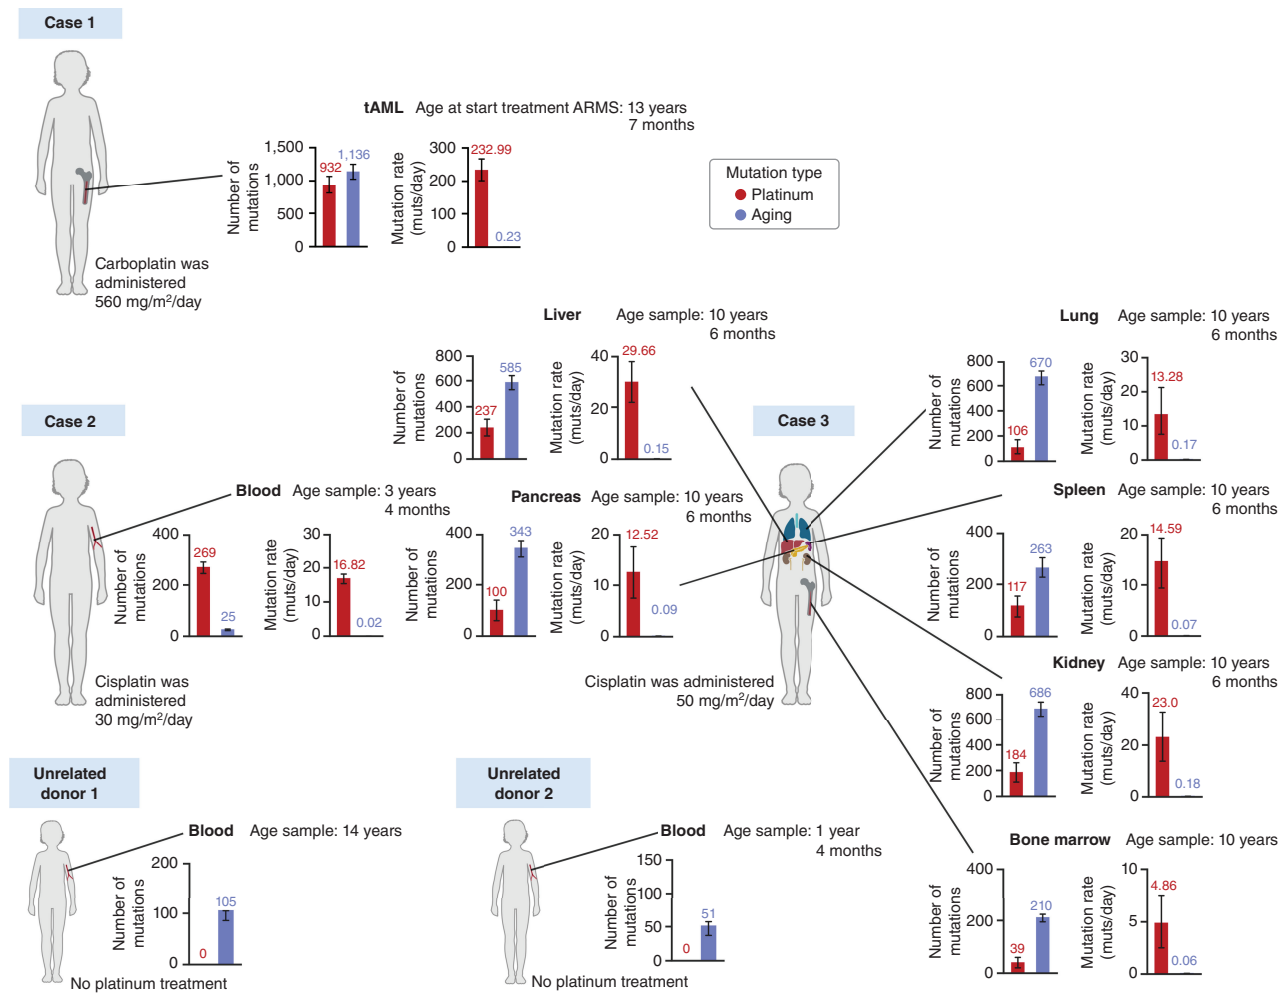 Case 1
tAML Age at start treatment ARMS: 13 years
7 months
Number of
mutations
1,500
1,000
500
0
932
1,136
Mutation rate
(muts/day)
300
200
100
0
232.99
0.23
Mutation type
Platinum
Aging
Carboplatin was
administered
560 mg/m²/day
Liver Age sample: 10 years
6 months
Number of
mutations
800
600
400
200
0
237
585
Mutation rate
(muts/day)
40
20
0
29.66
0.15
Lung Age sample: 10 years
6 months
Number of
mutations
800
600
400
200
0
106
670
Mutation rate
(muts/day)
30
20
10
0
13.28
0.17
Case 2
Blood Age sample: 3 years
4 months
Number of
mutations
400
200
0
269
25
Mutation rate
(muts/day)
30
20
10
0
16.82
0.02
Cisplatin was
administered
30 mg/m²/day
Case 3
Pancreas Age sample: 10 years
6 months
Number of
mutations
400
200
0
100
343
Mutation rate
(muts/day)
20
10
0
12.52
0.09
Cisplatin was administered
50 mg/m²/day
Spleen Age sample: 10 years
6 months
Number of
mutations
400
200
0
117
263
Mutation rate
(muts/day)
20
10
0
14.59
0.07
Kidney Age sample: 10 years
6 months
Number of
mutations
800
600
400
200
0
184
686
Mutation rate
(muts/day)
40
20
0
23.0
0.18
Unrelated
donor 1
Blood Age sample: 14 years
Number of
mutations
200
100
0
0
105
No platinum treatment
Unrelated
donor 2
Blood Age sample: 1 year
4 months
Number of
mutations
150
100
50
0
0
51
No platinum treatment
Bone marrow Age sample: 10 years
Number of
mutations
400
200
0
39
210
Mutation rate
(muts/day)
10
5
0
4.86
0.06